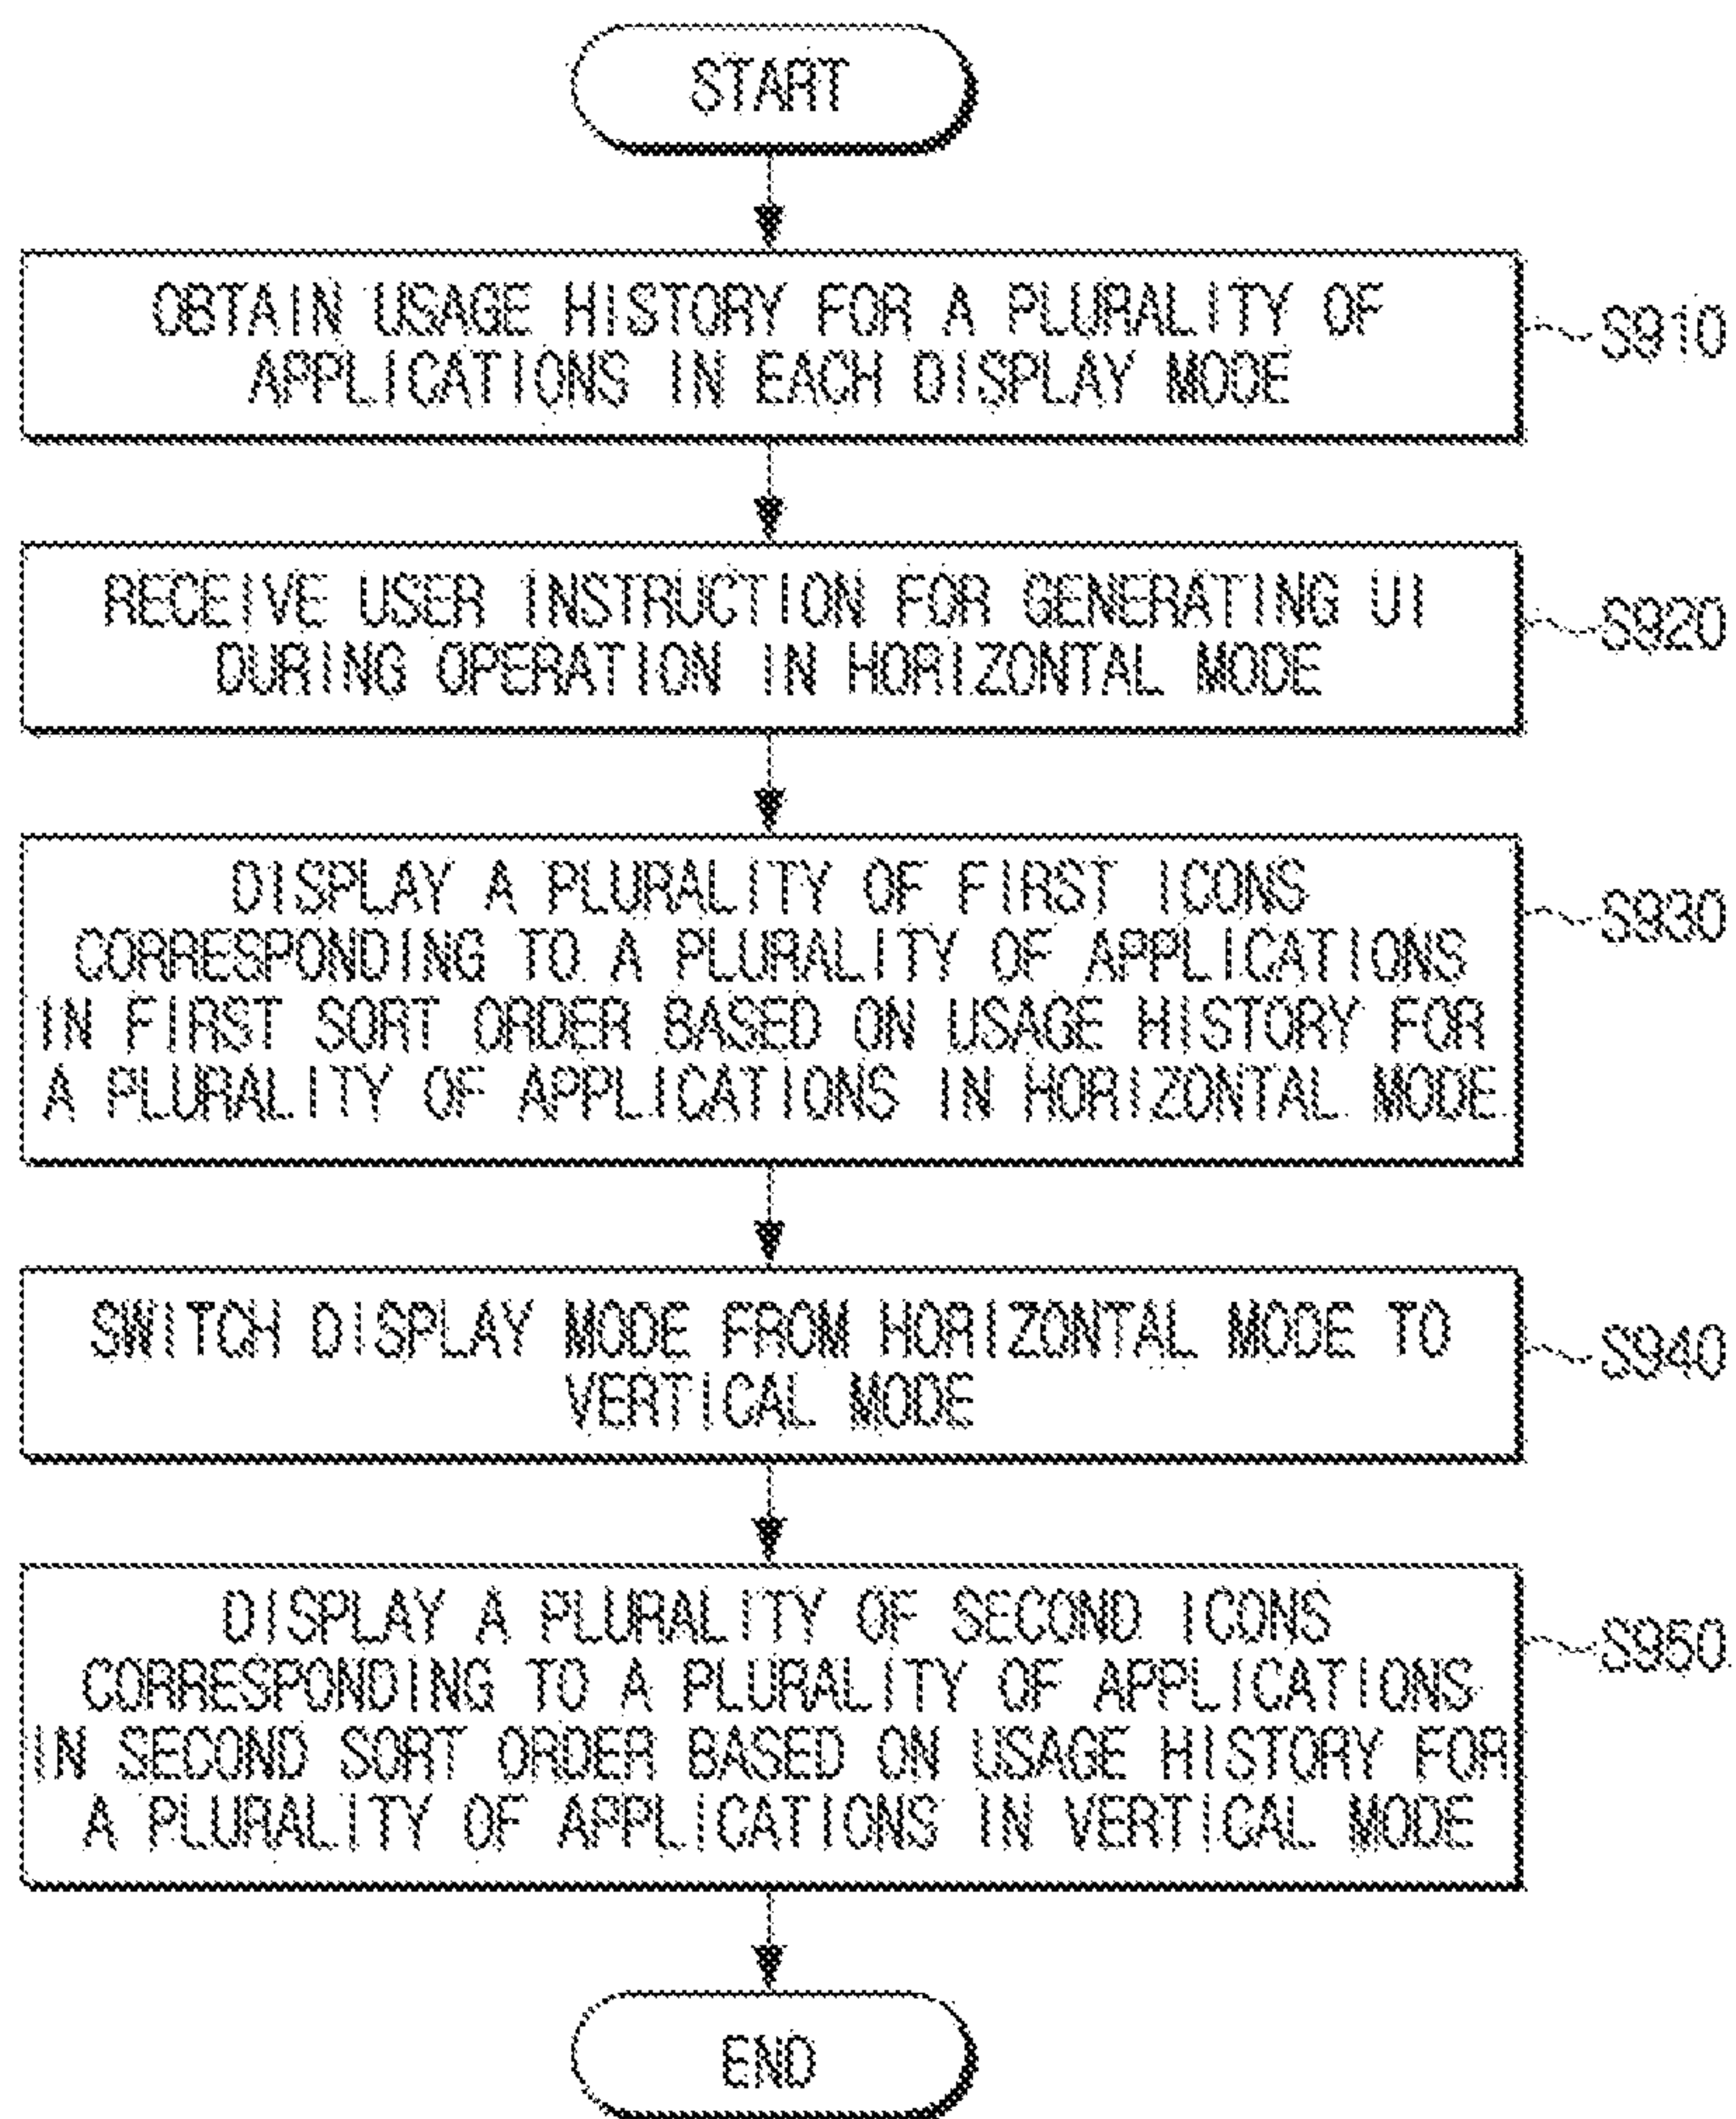 START
OBTAIN USAGE HISTORY FOR A PLURALITY OF
APPLICATIONS IN EACH DISPLAY MODE
S910
RECEIVE USER INSTRUCTION FOR GENERATING UI
DURING OPERATION IN HORIZONTAL MODE
S920
DISPLAY A PLURALITY OF FIRST ICONS
CORRESPONDING TO A PLURALITY OF APPLICATIONS
IN FIRST SORT ORDER BASED ON USAGE HISTORY FOR
A PLURALITY OF APPLICATIONS IN HORIZONTAL MODE
S930
SWITCH DISPLAY MODE FROM HORIZONTAL MODE TO
VERTICAL MODE
S940
DISPLAY A PLURALITY OF SECOND ICONS
CORRESPONDING TO A PLURALITY OF APPLICATIONS
IN SECOND SORT ORDER BASED ON USAGE HISTORY FOR
A PLURALITY OF APPLICATIONS IN VERTICAL MODE
S950
END